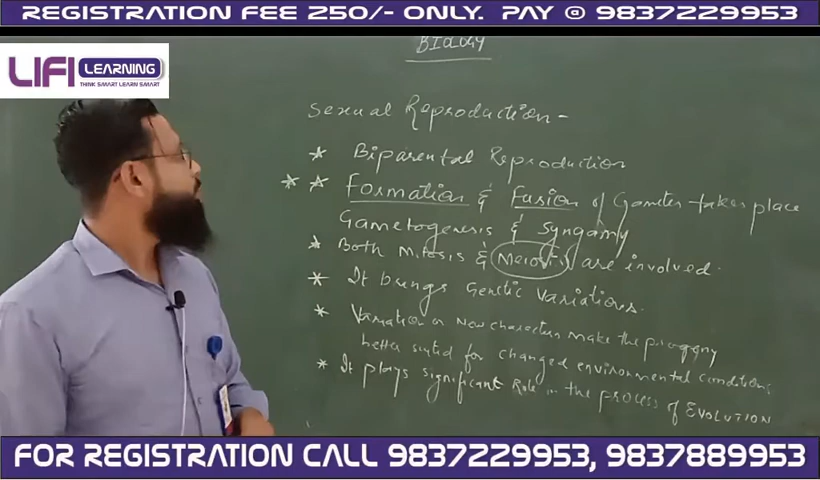 REGISTRATION FEE 250/- ONLY. PAY @ 9837229953
LIFI LEARNING
THINK SMART LEARN SMART
BIOLOGY
Sexual Reproduction -
* Biparental Reproduction
* * Formation & Fusion of Gametes takes place
Gametogenesis & Syngamy
* Both Mitosis & Meiosis are involved.
* It brings Genetic Variations.
* Variation or New characters make the progeny
better suited for changed environmental conditions
* It plays significant Role in the process of EVOLUTION
FOR REGISTRATION CALL 9837229953, 9837889953